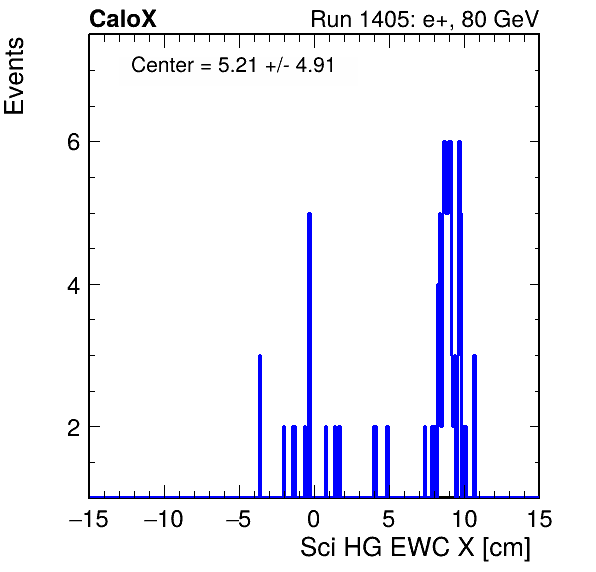 CaloX Run 1405: e+, 80 GeV
Center = 5.21 +/- 4.91
Events
6
4
2
−15 −10 −5 0 5 10 15
Sci HG EWC X [cm]